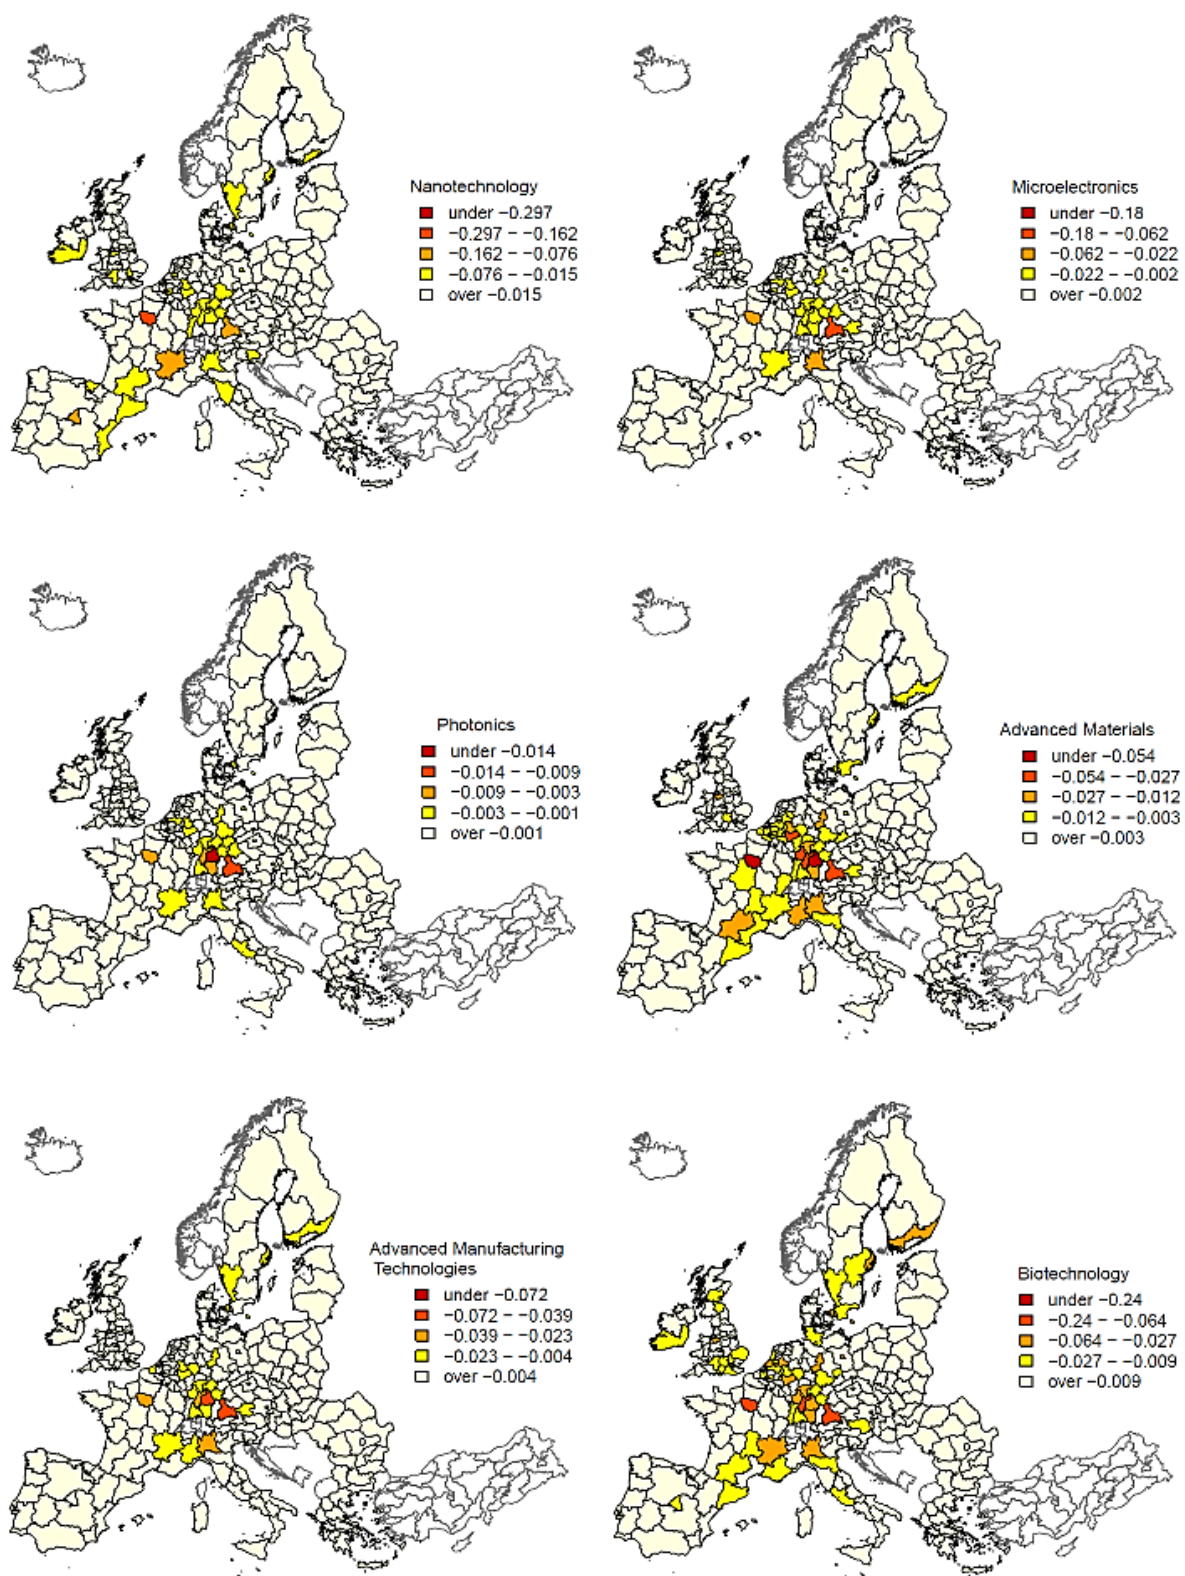 Nanotechnology
under −0.297
−0.297 − −0.162
−0.162 − −0.076
−0.076 − −0.015
over −0.015
Microelectronics
under −0.18
−0.18 − −0.062
−0.062 − −0.022
−0.022 − −0.002
over −0.002
Photonics
under −0.014
−0.014 − −0.009
−0.009 − −0.003
−0.003 − −0.001
over −0.001
Advanced Materials
under −0.054
−0.054 − −0.027
−0.027 − −0.012
−0.012 − −0.003
over −0.003
Advanced Manufacturing
Technologies
under −0.072
−0.072 − −0.039
−0.039 − −0.023
−0.023 − −0.004
over −0.004
Biotechnology
under −0.24
−0.24 − −0.064
−0.064 − −0.027
−0.027 − −0.009
over −0.009